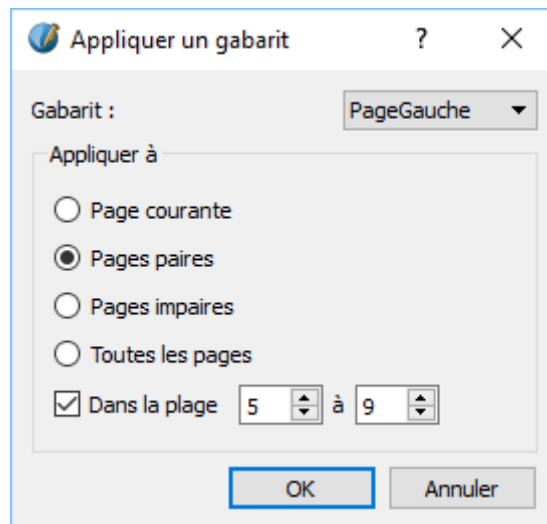 Appliquer un gabarit ?
Gabarit : PageGauche
Appliquer à
Page courante
Pages paires
Pages impaires
Toutes les pages
Dans la plage 5 à 9
OK Annuler